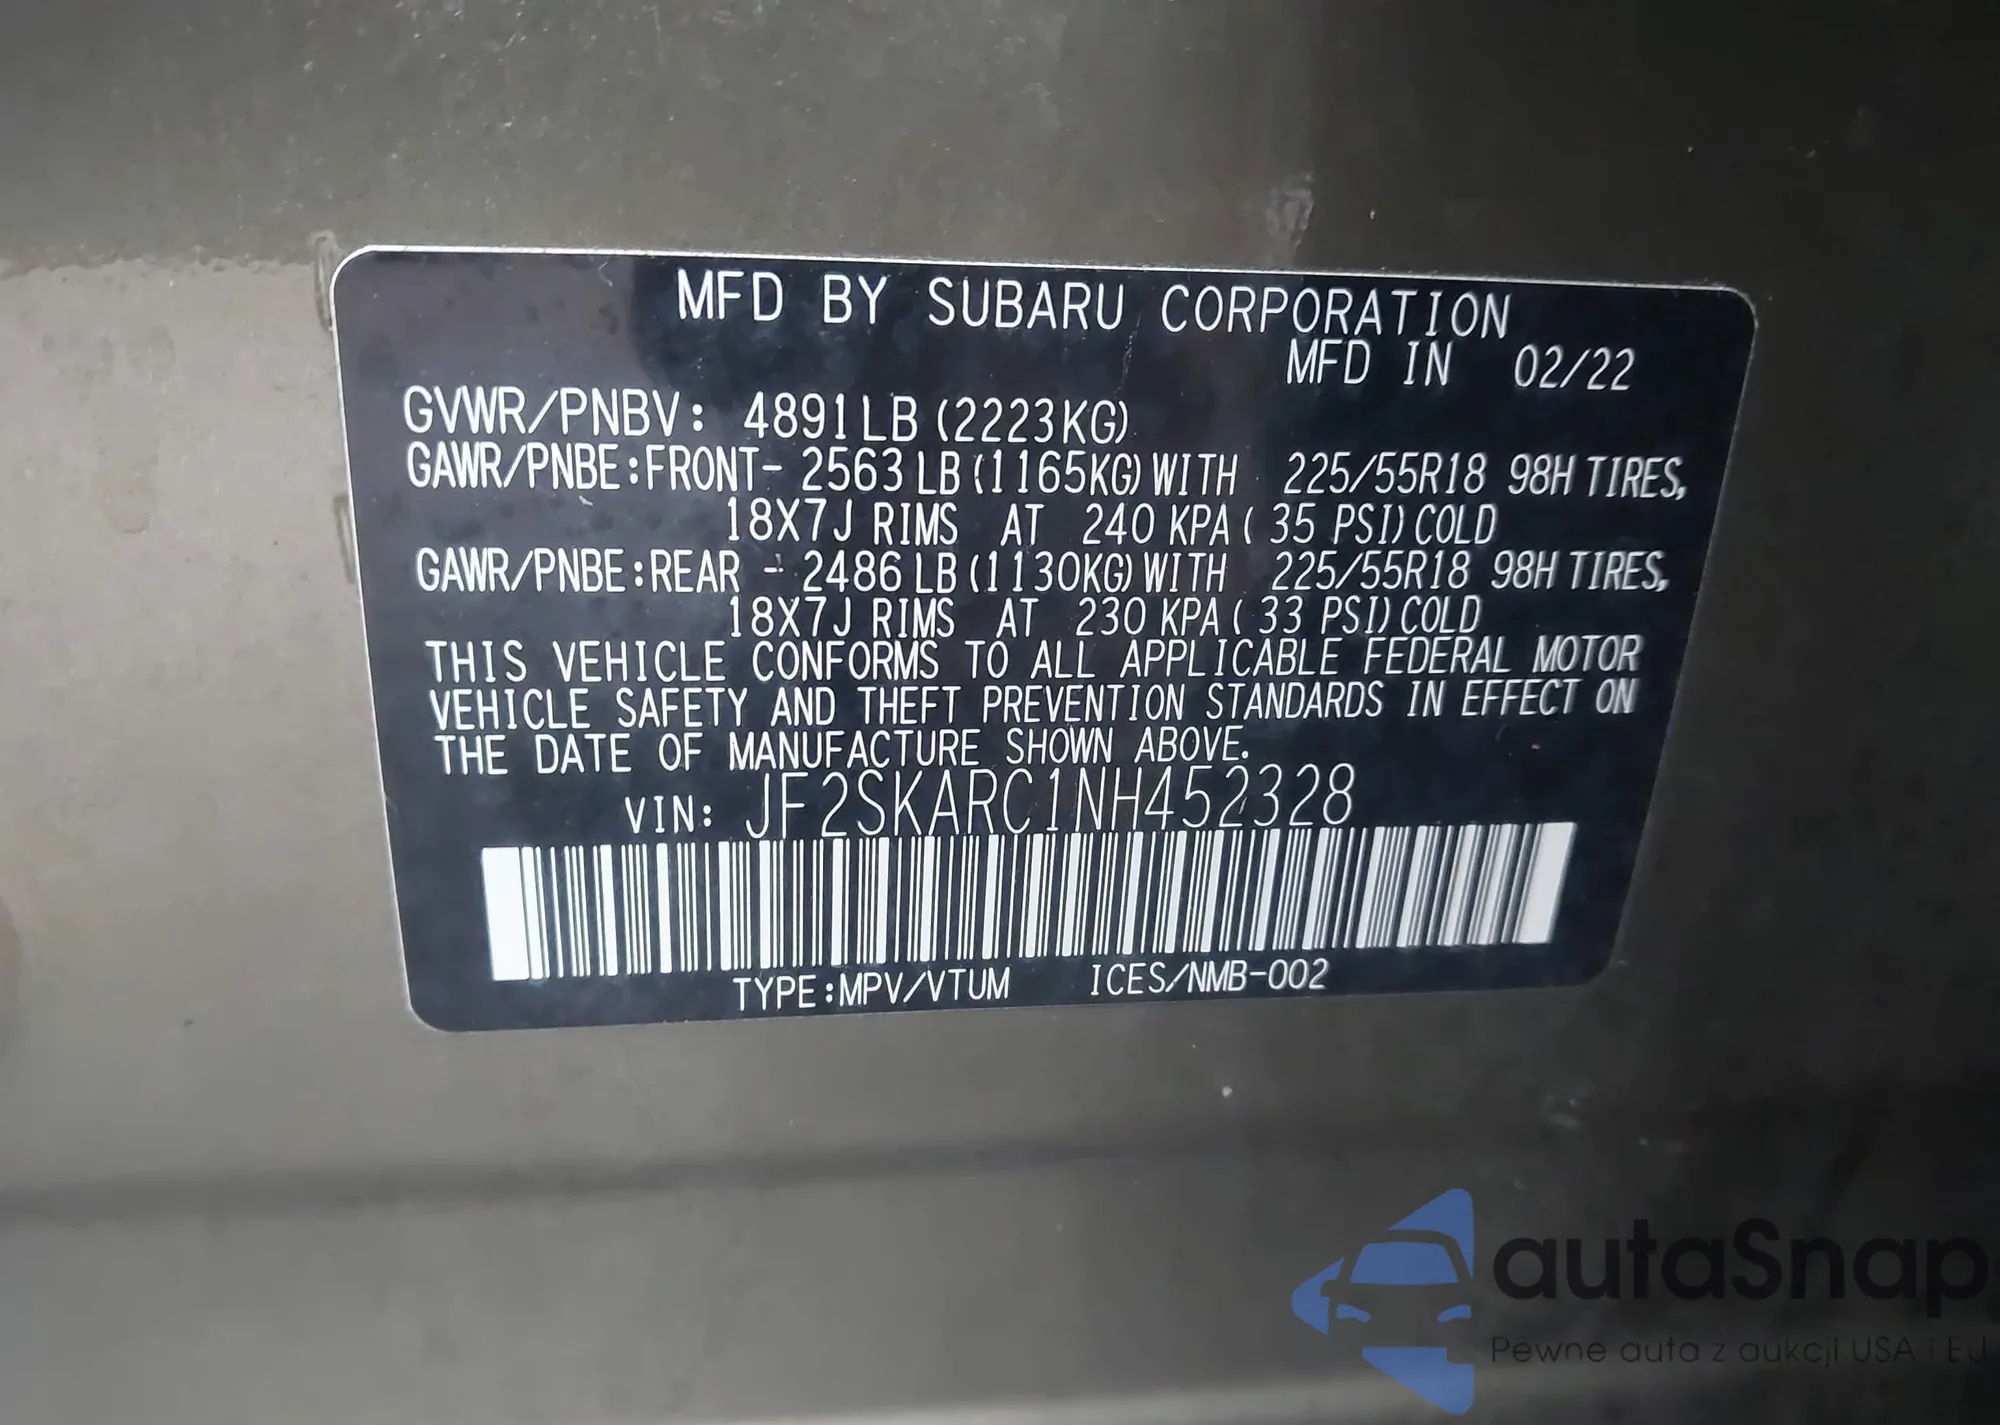 MFD BY SUBARU CORPORATION
MFD IN 02/22
GVWR/PNBV: 4891LB (2223KG)
GAWR/PNBE:FRONT- 2563 LB (1165KG) WITH 225/55R18 98H TIRES,
18X7J RIMS AT 240 KPA ( 35 PSI) COLD
GAWR/PNBE:REAR - 2486 LB (1130KG) WITH 225/55R18 98H TIRES,
18X7J RIMS AT 230 KPA ( 33 PSI) COLD
THIS VEHICLE CONFORMS TO ALL APPLICABLE FEDERAL MOTOR
VEHICLE SAFETY AND THEFT PREVENTION STANDARDS IN EFFECT ON
THE DATE OF MANUFACTURE SHOWN ABOVE.
VIN: JF2SKARC1NH452328
TYPE:MPV/VTUM ICES/NMB-002
autaSnap
Pewne auta z aukcji USA i EU